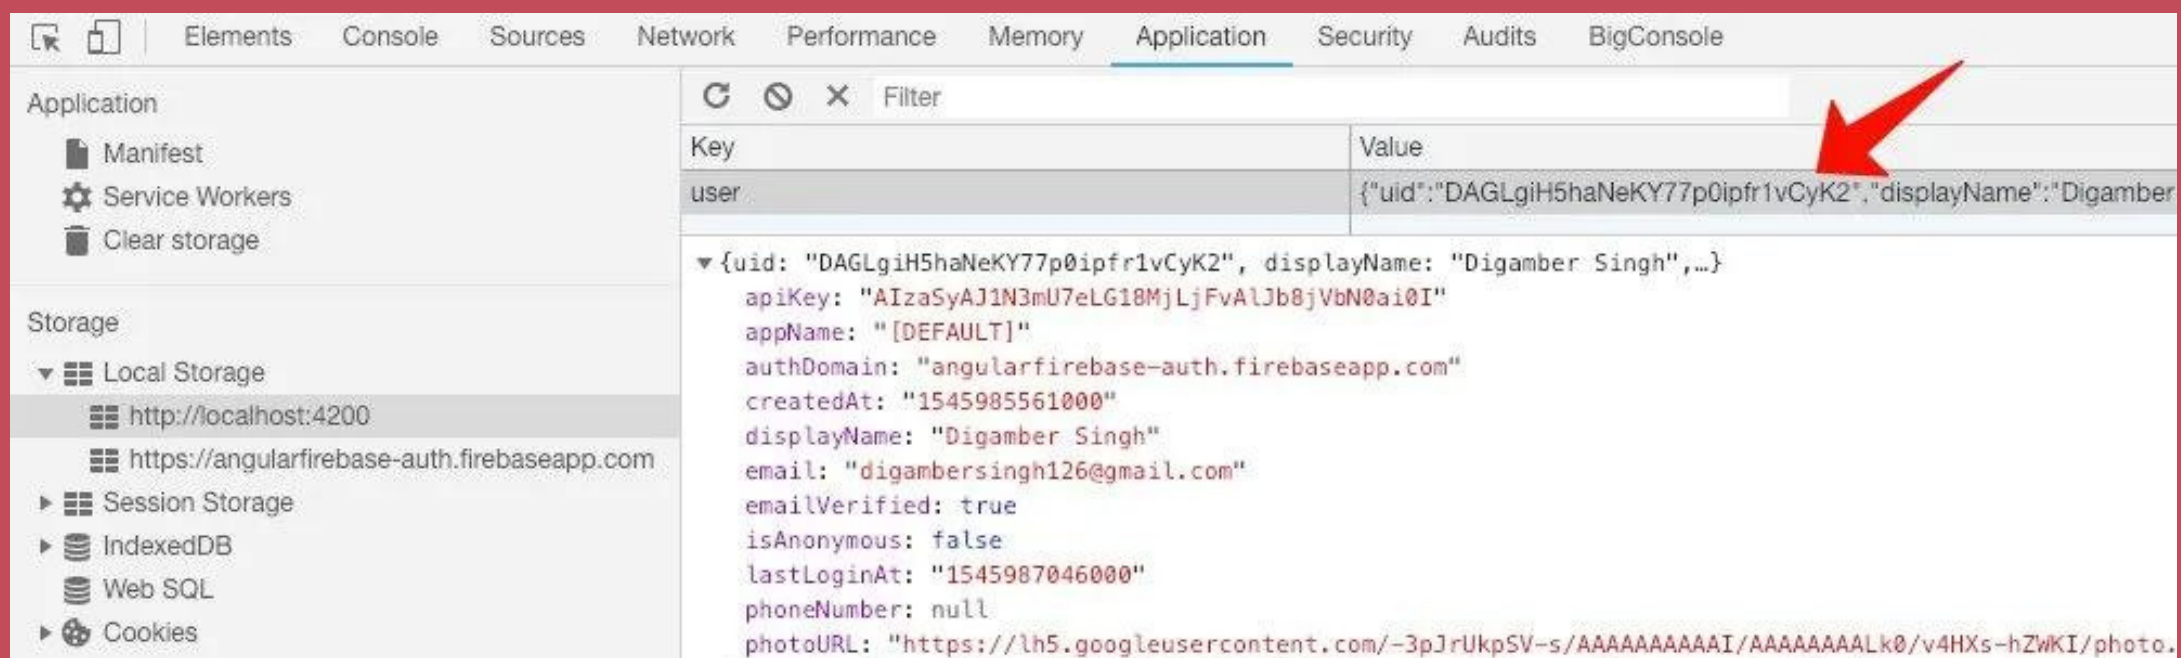 Elements Console Sources Network Performance Memory Application Security Audits BigConsole
Application
Manifest
Service Workers
Clear storage
Storage
Local Storage
http://localhost:4200
https://angularfirebase-auth.firebaseapp.com
Session Storage
IndexedDB
Web SQL
Cookies
Filter
Key Value
user {"uid":"DAGLgiH5haNeKY77p0ipfr1vCyK2","displayName":"Digamber
{uid: "DAGLgiH5haNeKY77p0ipfr1vCyK2", displayName: "Digamber Singh",…}
apiKey: "AIzaSyAJ1N3mU7eLG18MjLjFvAlJb8jVbN0ai0I"
appName: "[DEFAULT]"
authDomain: "angularfirebase-auth.firebaseapp.com"
createdAt: "1545985561000"
displayName: "Digamber Singh"
email: "digambersingh126@gmail.com"
emailVerified: true
isAnonymous: false
lastLoginAt: "1545987046000"
phoneNumber: null
photoURL: "https://lh5.googleusercontent.com/-3pJrUkpSV-s/AAAAAAAAAAI/AAAAAAAALk0/v4HXs-hZWKI/photo.